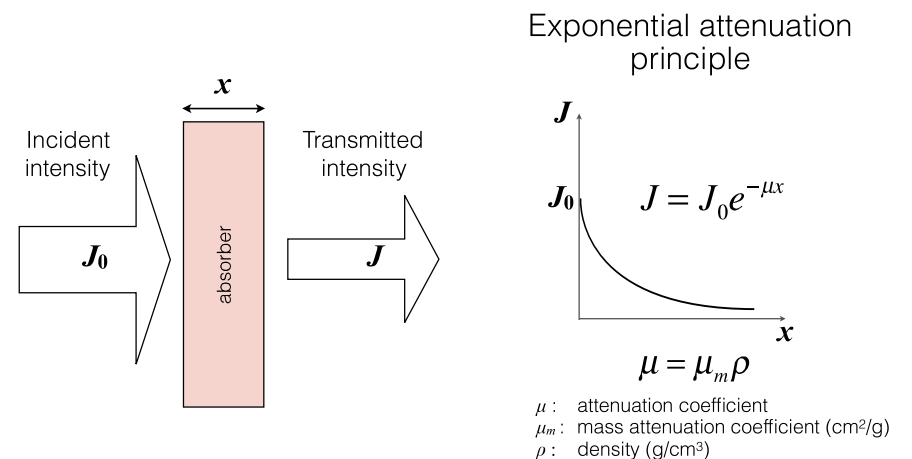 Exponential attenuation
principle
x
Incident
intensity
J₀
absorber
Transmitted
intensity
J
J
J₀
J = J₀e^{−μx}
x
μ = μₘρ
μ : attenuation coefficient
μₘ : mass attenuation coefficient (cm²/g)
ρ : density (g/cm³)